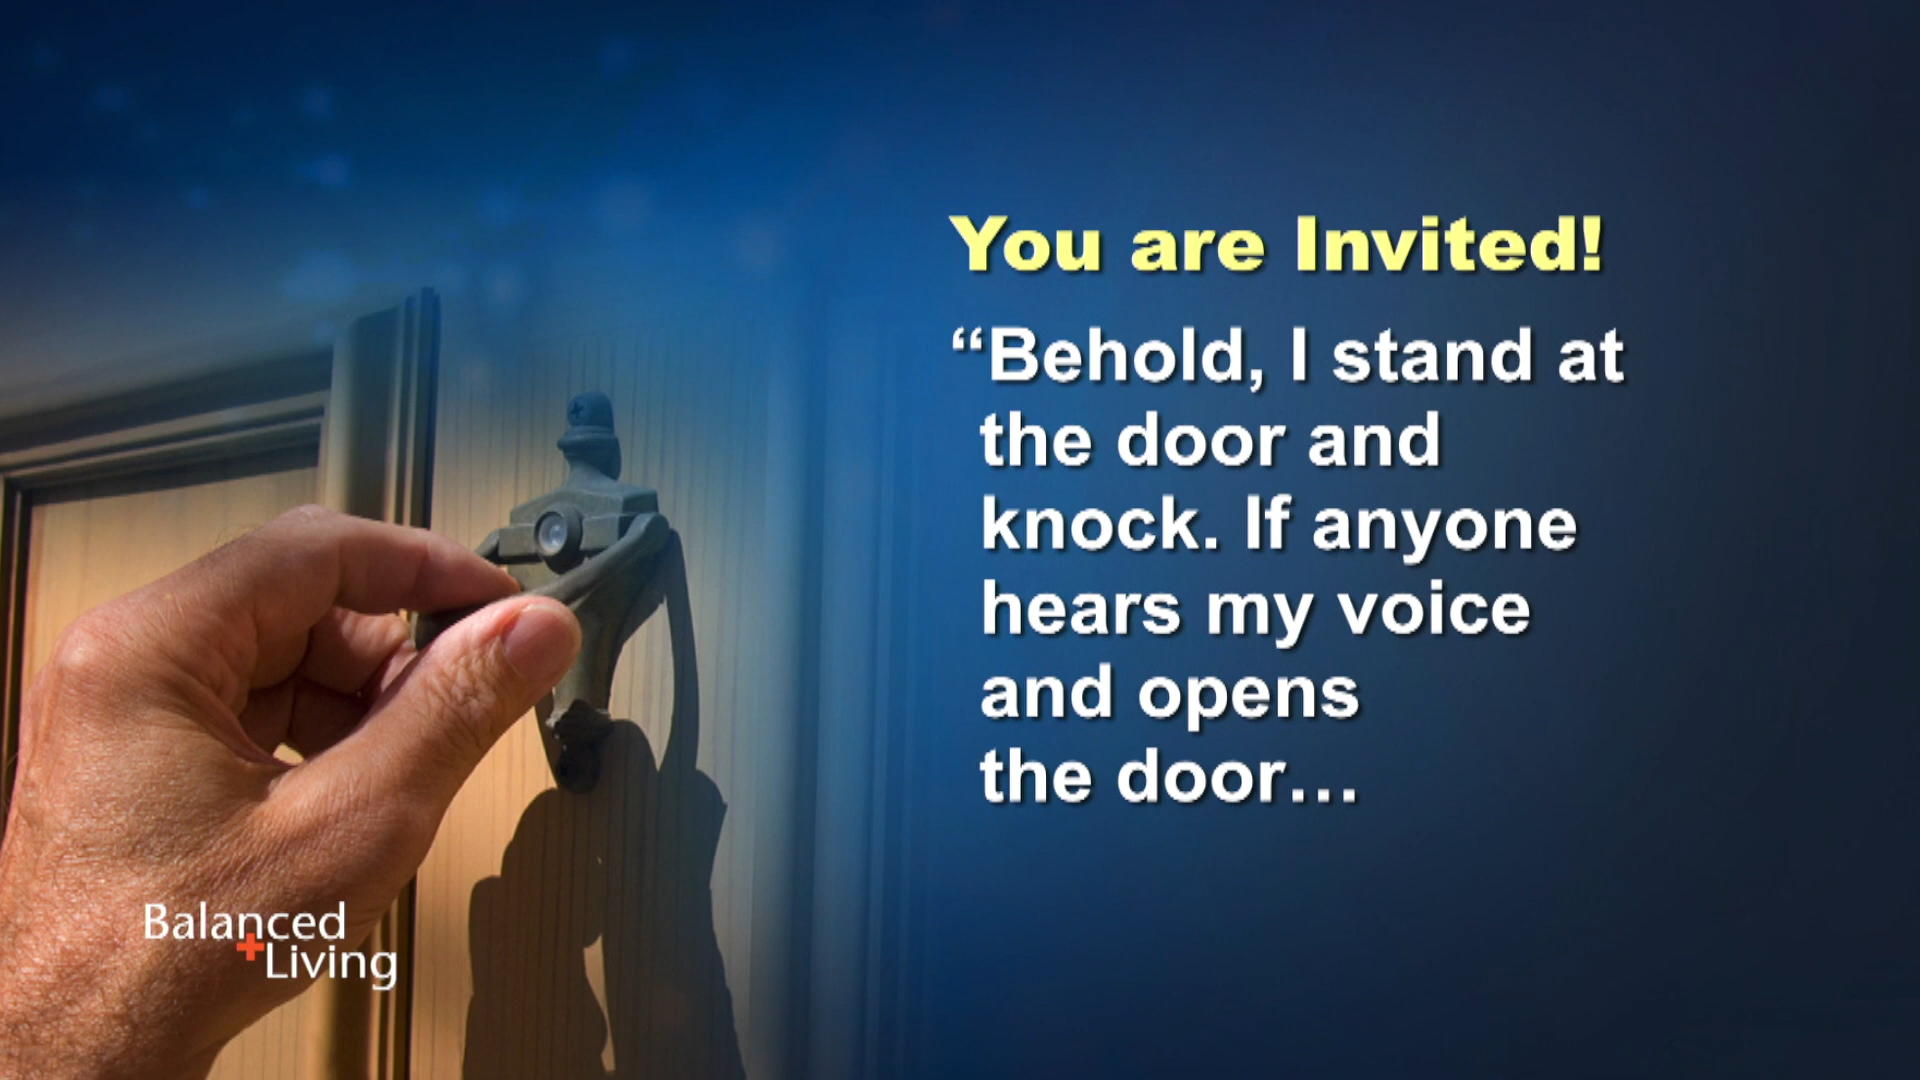 You are Invited!
“Behold, I stand at
the door and
knock. If anyone
hears my voice
and opens
the door…
Balanced
Living